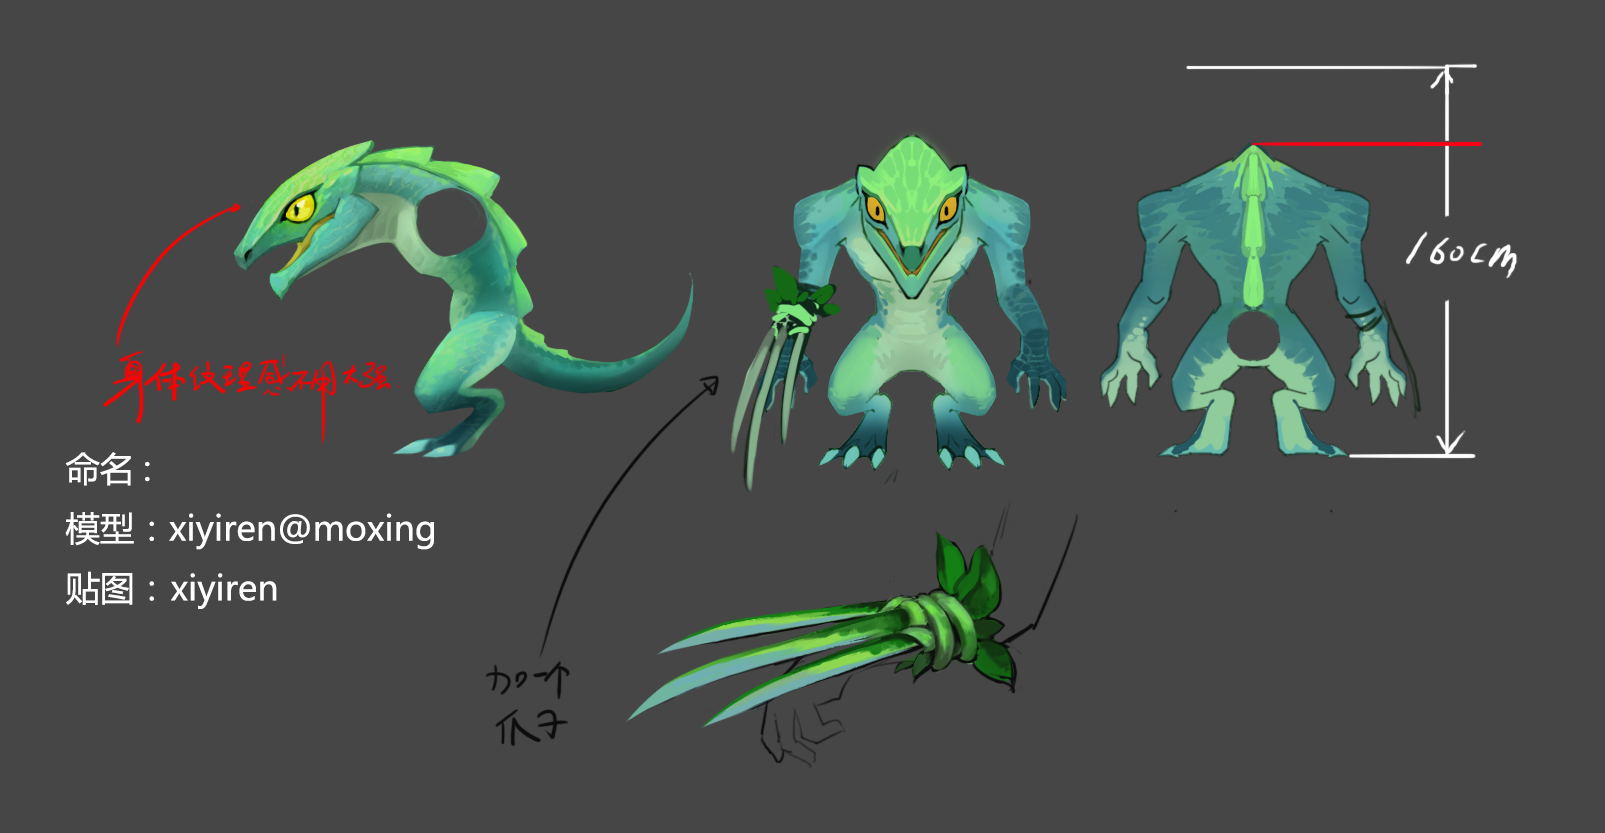 160cm
身体纹理感不用太强
命名：
模型：xiyiren@moxing
贴图：xiyiren
加一个
爪子